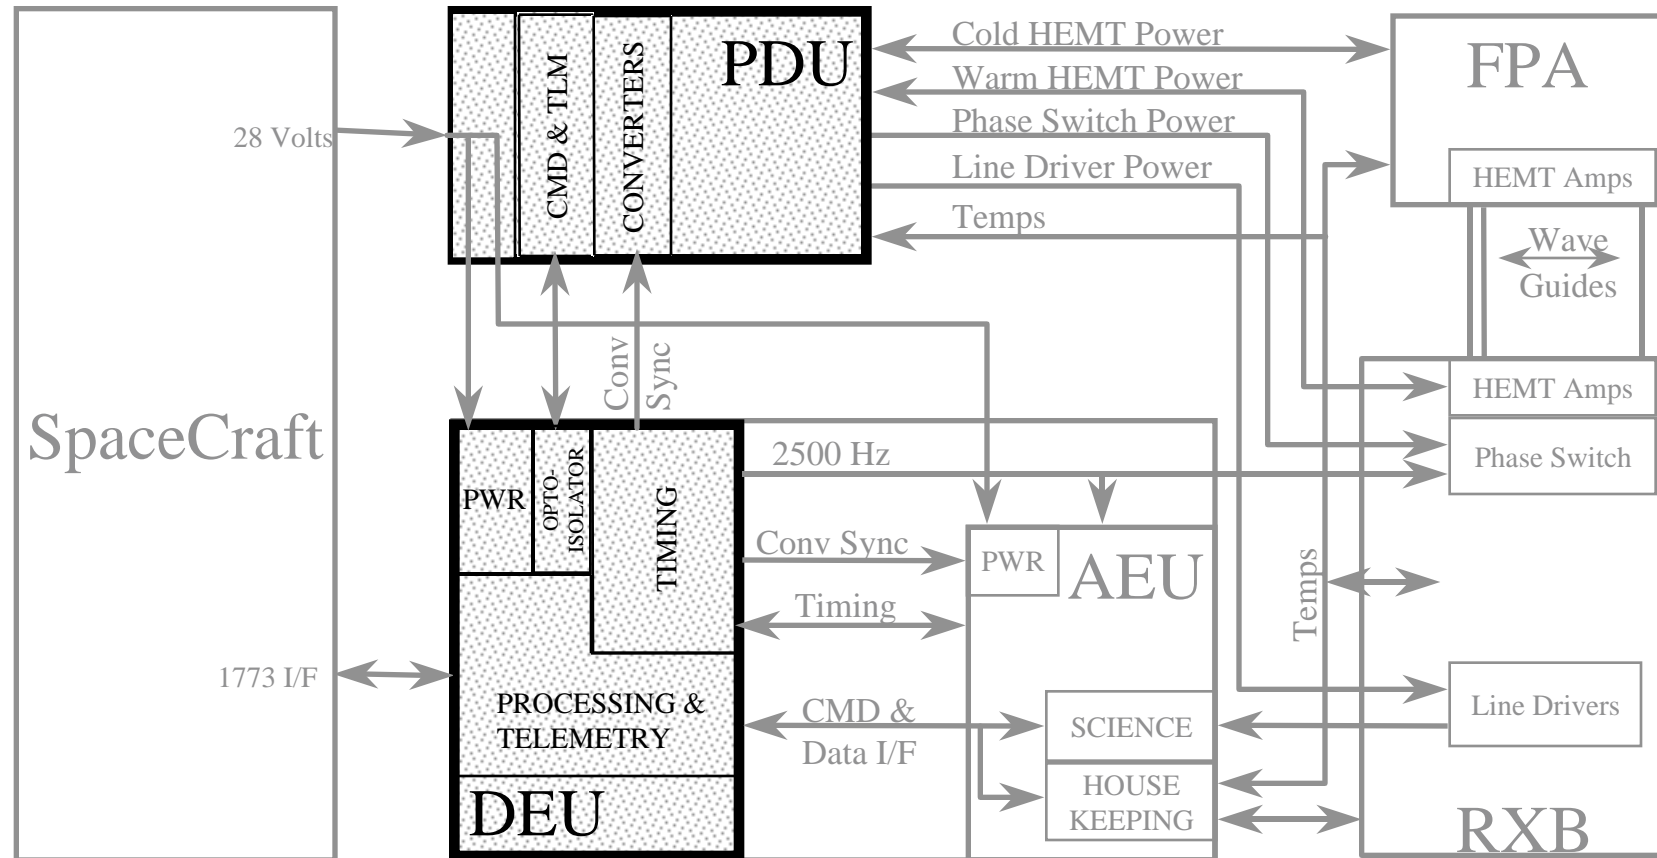 SpaceCraft
28 Volts
1773 I/F
PDU
CMD & TLM
CONVERTERS
Cold HEMT Power
Warm HEMT Power
Phase Switch Power
Line Driver Power
Temps
FPA
HEMT Amps
Wave
Guides
HEMT Amps
Phase Switch
Line Drivers
RXB
Conv
Sync
PWR
OPTO-
ISOLATOR
TIMING
PROCESSING &
TELEMETRY
DEU
2500 Hz
Conv Sync
Timing
CMD &
Data I/F
PWR
AEU
SCIENCE
HOUSE
KEEPING
Temps